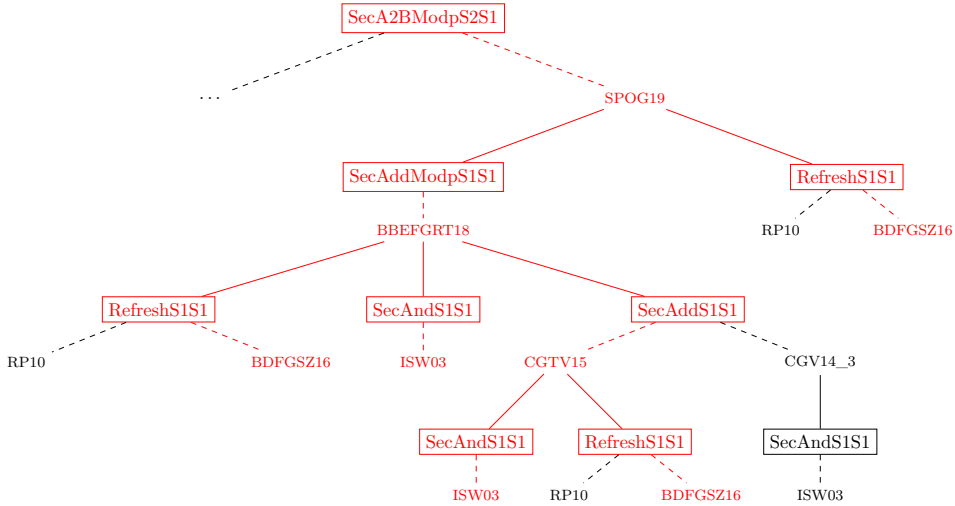 SecA2BModpS2S1
...
SPOG19
SecAddModpS1S1
RefreshS1S1
BBEFGRT18
RP10
BDFGSZ16
RefreshS1S1
SecAndS1S1
SecAddS1S1
RP10
BDFGSZ16
ISW03
CGTV15
CGV14_3
SecAndS1S1
RefreshS1S1
SecAndS1S1
ISW03
RP10
BDFGSZ16
ISW03